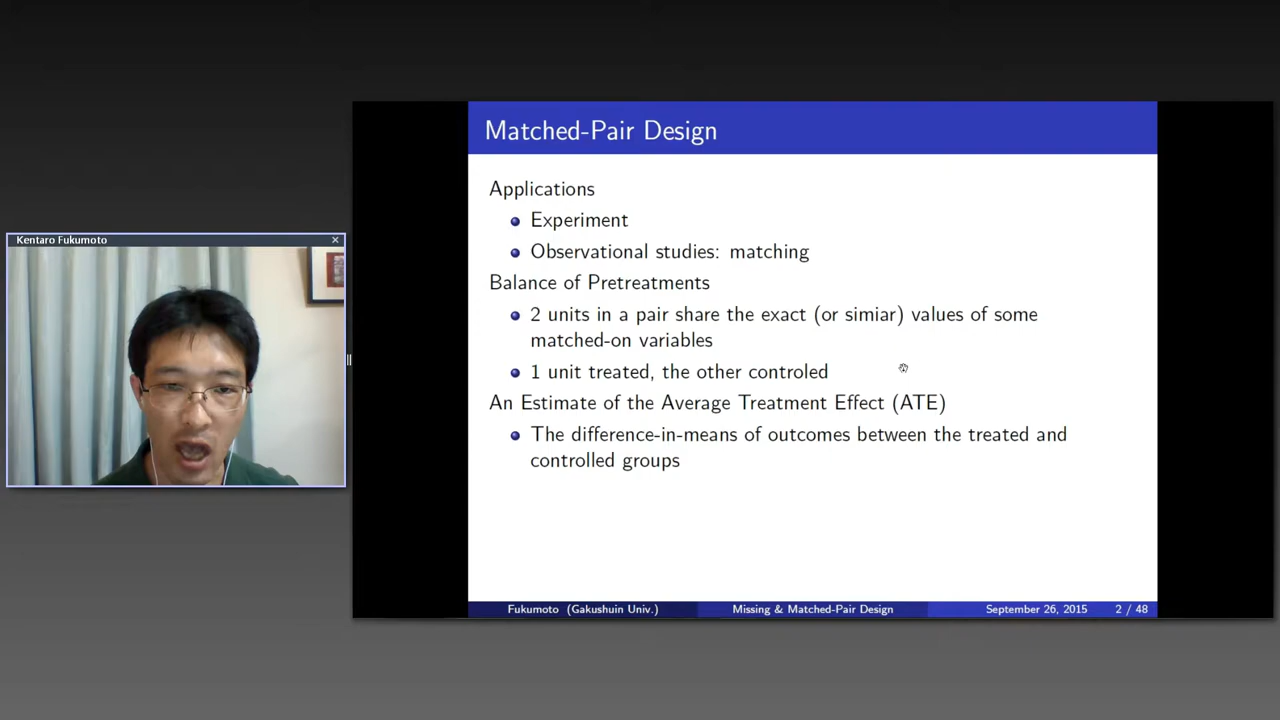 Kentaro Fukumoto
Matched-Pair Design
Applications
Experiment
Observational studies: matching
Balance of Pretreatments
2 units in a pair share the exact (or simiar) values of some
matched-on variables
1 unit treated, the other controled
An Estimate of the Average Treatment Effect (ATE)
The difference-in-means of outcomes between the treated and
controlled groups
Fukumoto (Gakushuin Univ.) Missing & Matched-Pair Design September 26, 2015 2 / 48